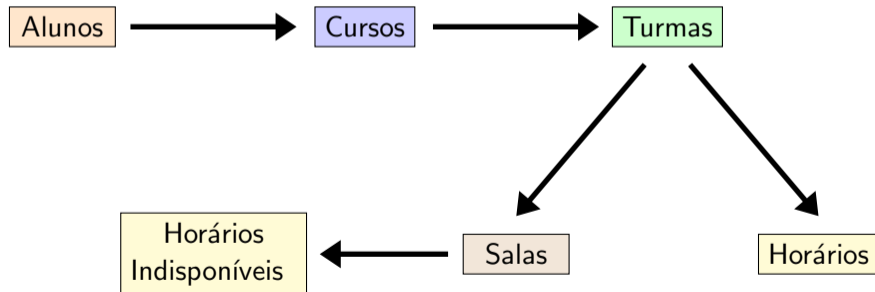 Alunos
Cursos
Turmas
Horários
Indisponíveis
Salas
Horários